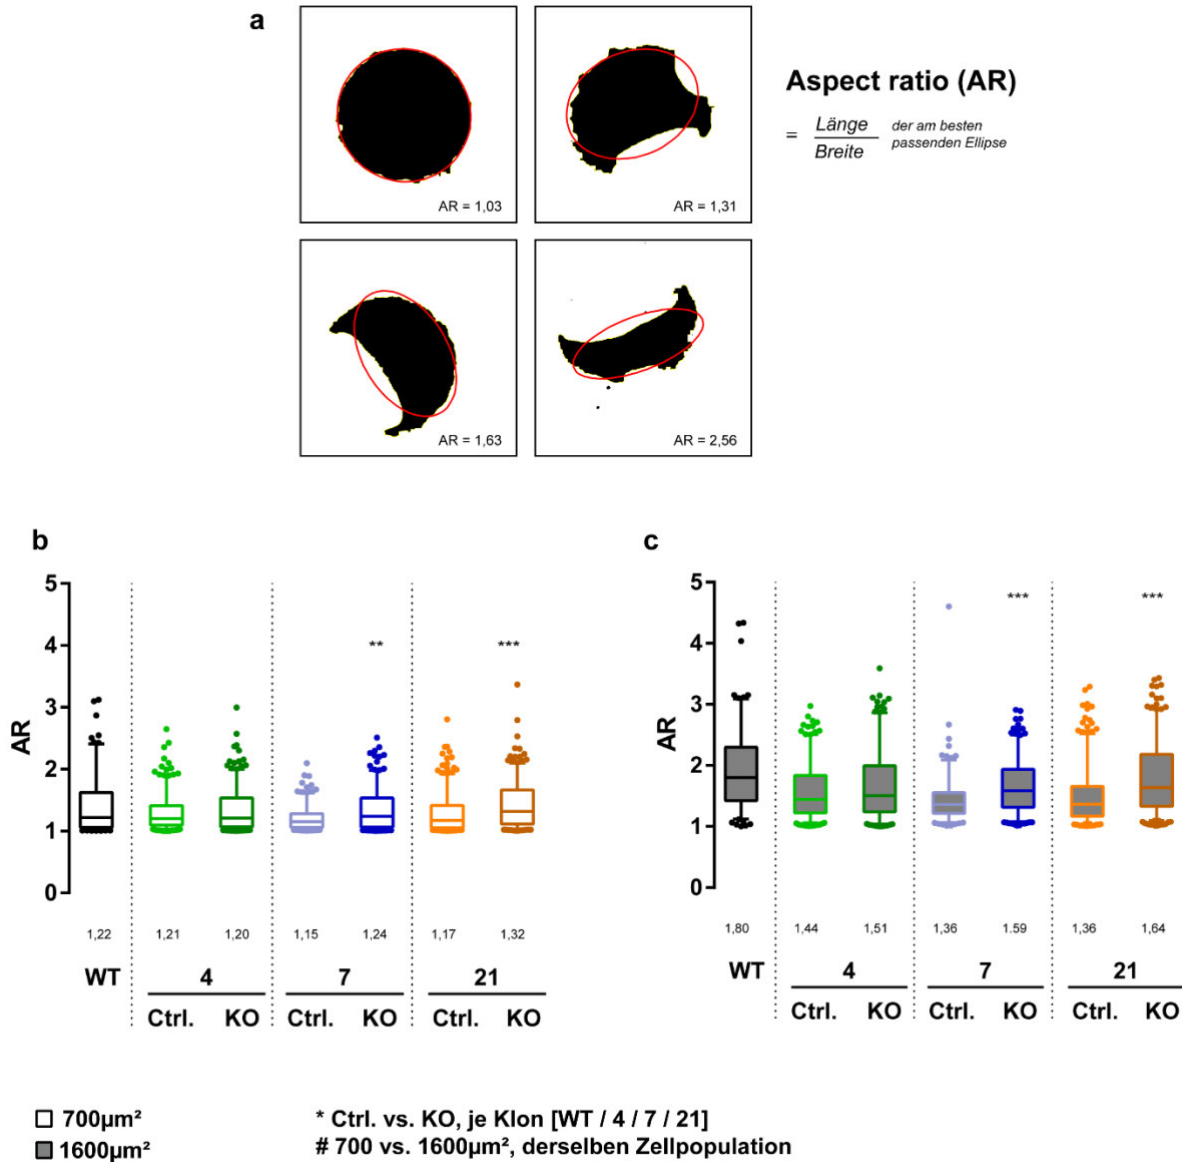 a
AR = 1,03
AR = 1,31
AR = 1,63
AR = 2,56
Aspect ratio (AR)
= Länge / Breite der am besten passenden Ellipse
b
AR
5
4
3
2
1
0
** ***
1,22 1,21 1,20 1,15 1,24 1,17 1,32
WT 4 7 21
Ctrl. KO Ctrl. KO Ctrl. KO
c
AR
5
4
3
2
1
0
*** ***
1,80 1,44 1,51 1,36 1.59 1,36 1,64
WT 4 7 21
Ctrl. KO Ctrl. KO Ctrl. KO
700µm²
1600µm²
* Ctrl. vs. KO, je Klon [WT / 4 / 7 / 21]
# 700 vs. 1600µm², derselben Zellpopulation